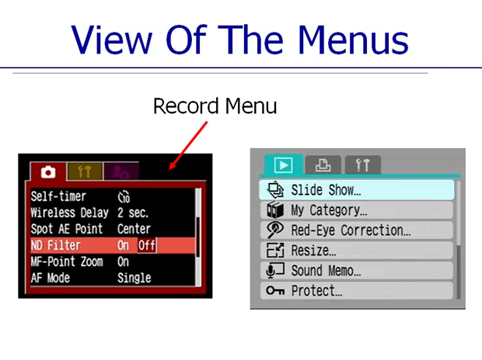 View Of The Menus
Record Menu
Self-timer
Wireless Delay 2 sec.
Spot AE Point Center
ND Filter On Off
MF-Point Zoom On
AF Mode Single
Slide Show...
My Category...
Red-Eye Correction...
Resize...
Sound Memo...
Protect...